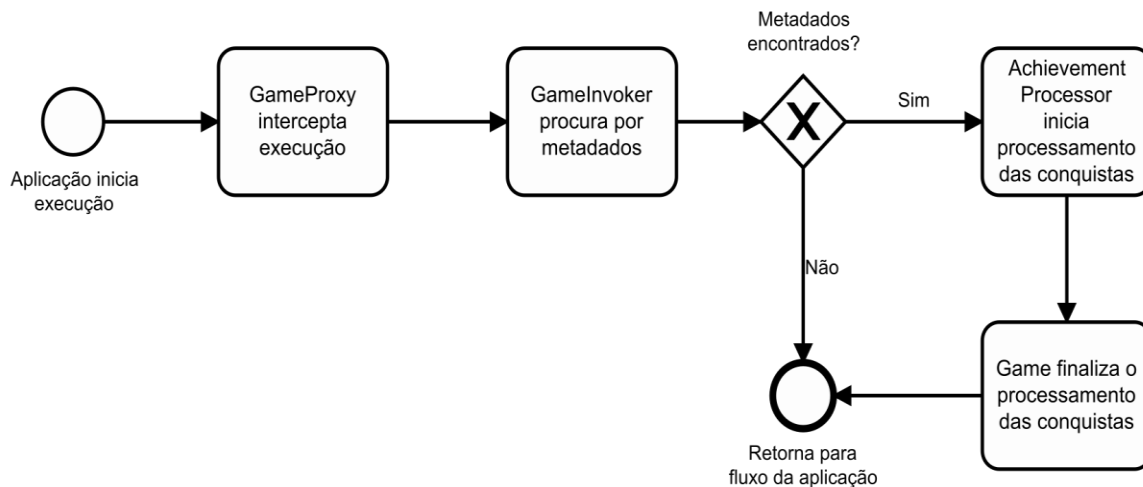 Aplicação inicia
execução
GameProxy
intercepta
execução
GameInvoker
procura por
metadados
Metadados
encontrados?
X
Sim
Achievement
Processor
inicia
processamento
das conquistas
Não
Game finaliza o
processamento
das conquistas
Retorna para
fluxo da aplicação